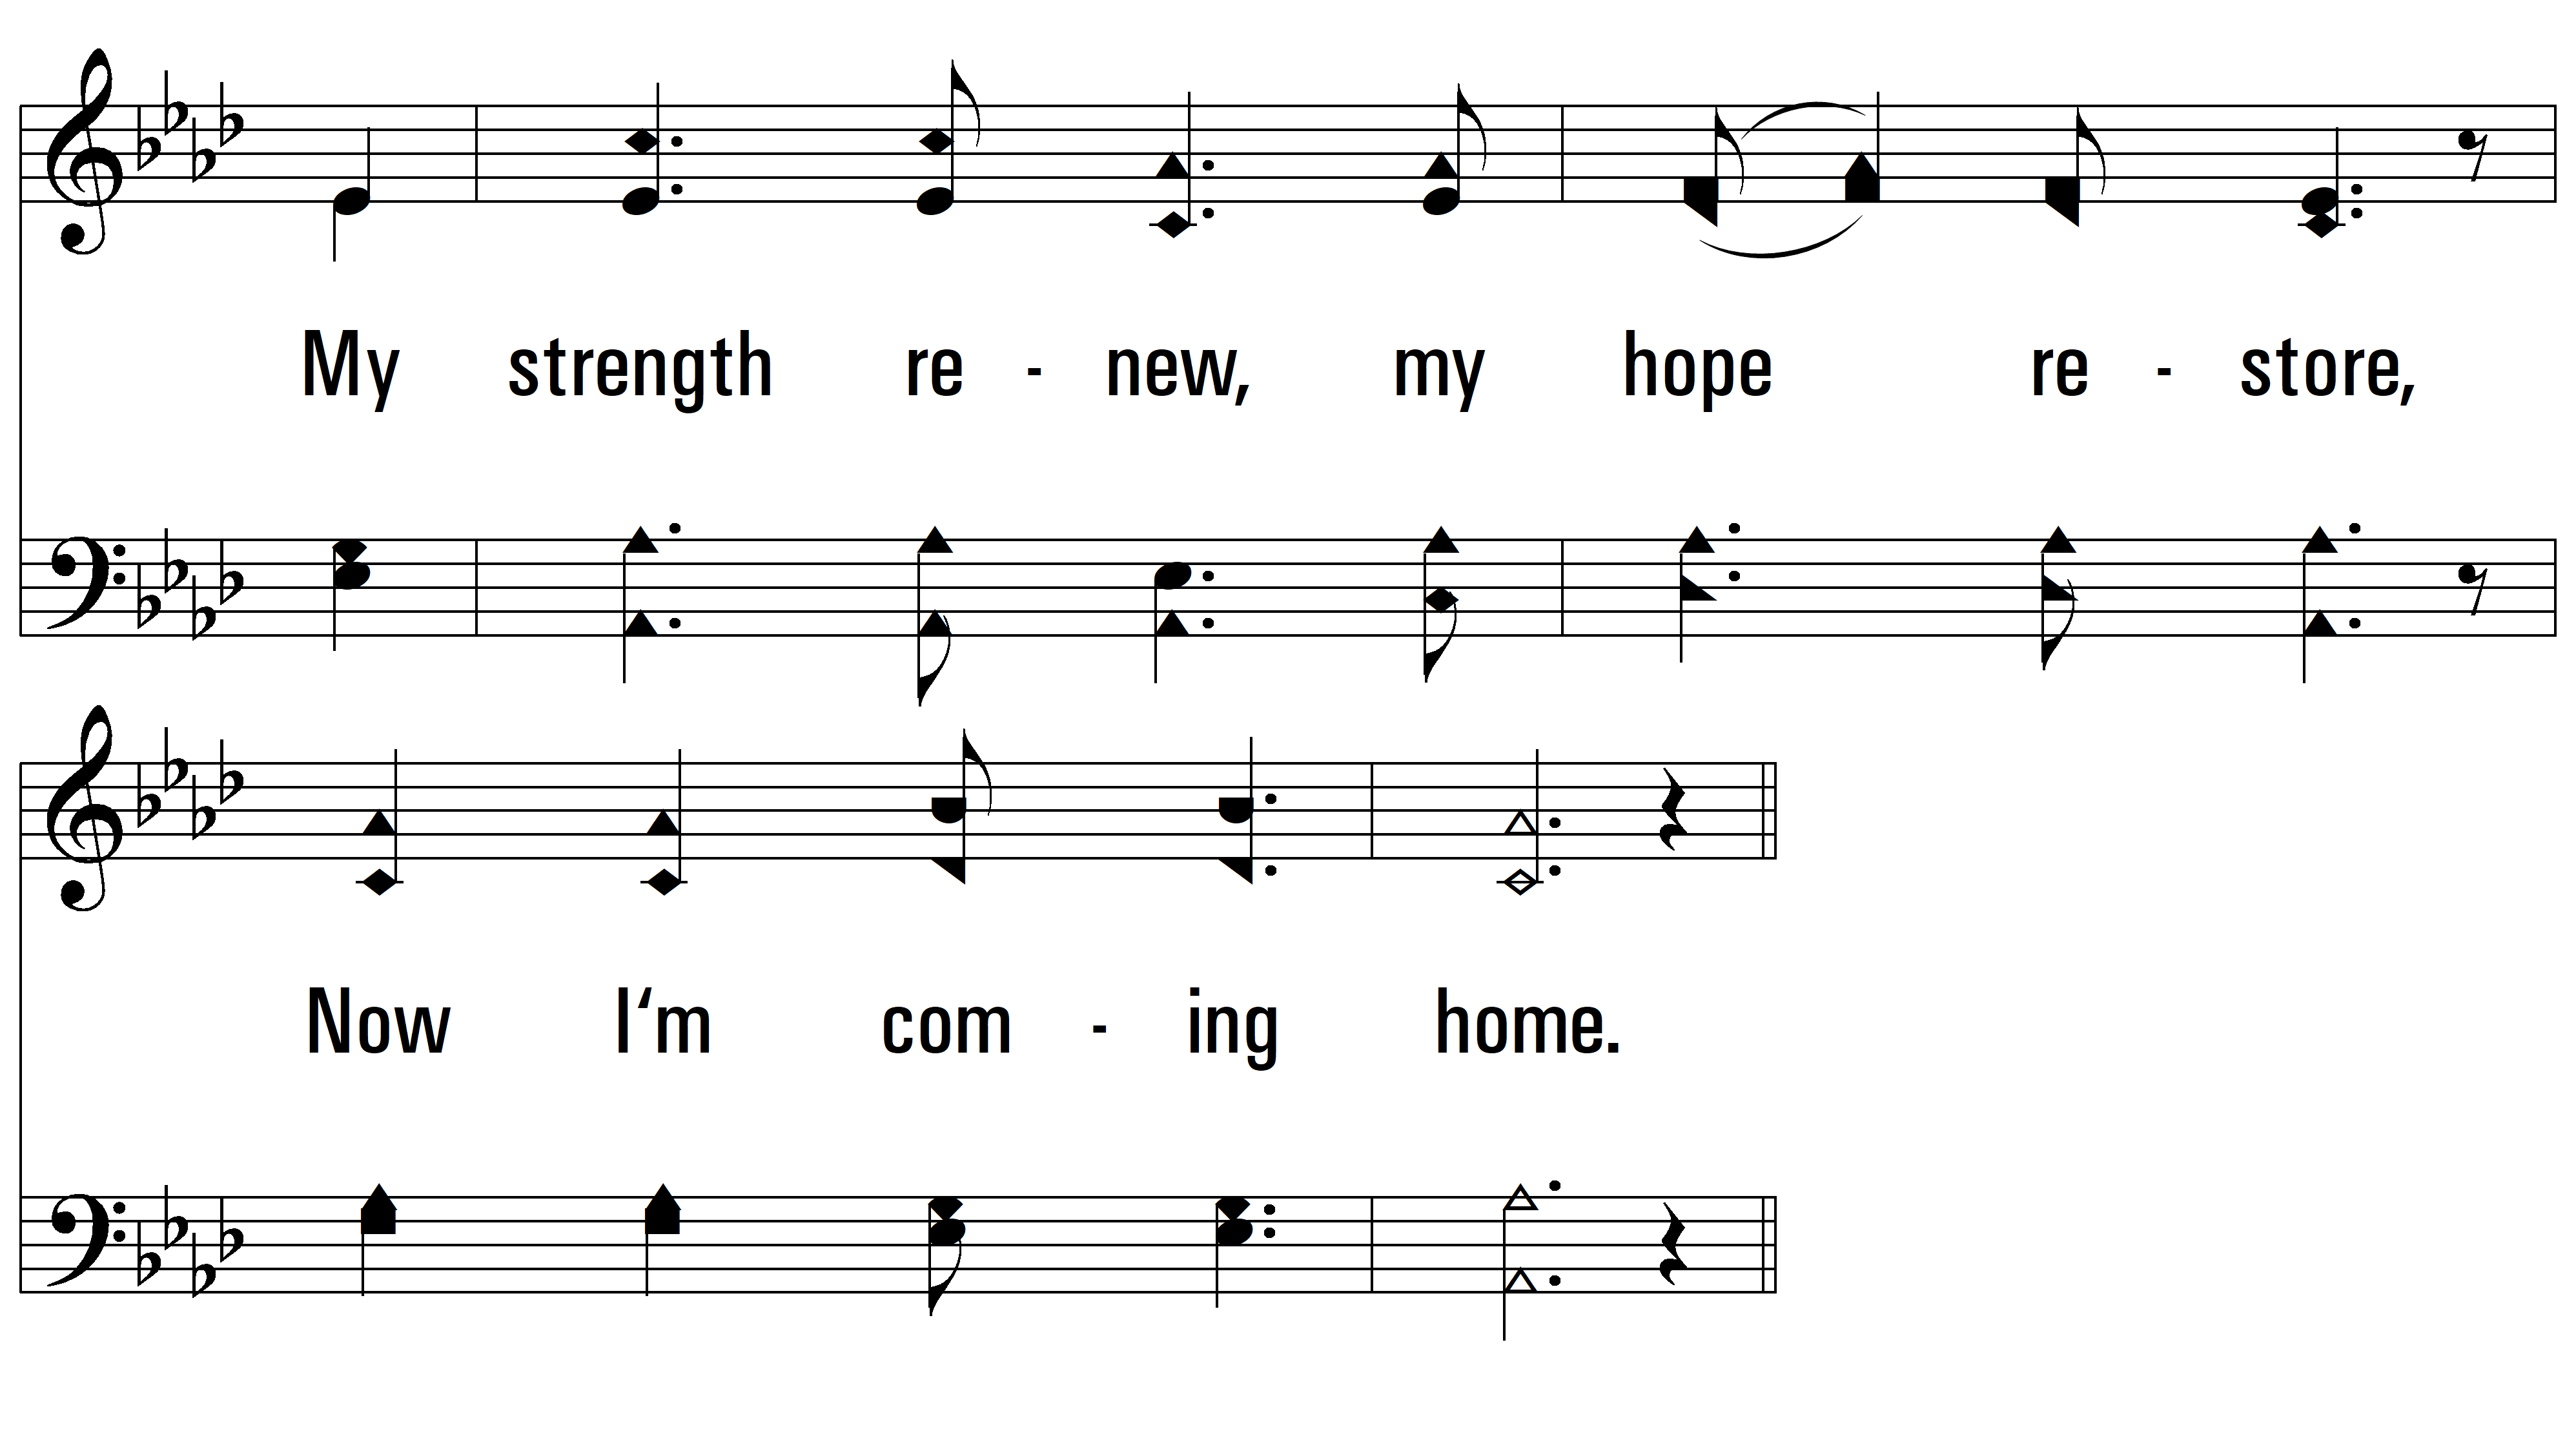 My strength re - new, my hope re - store,
Now I‘m com - ing home.